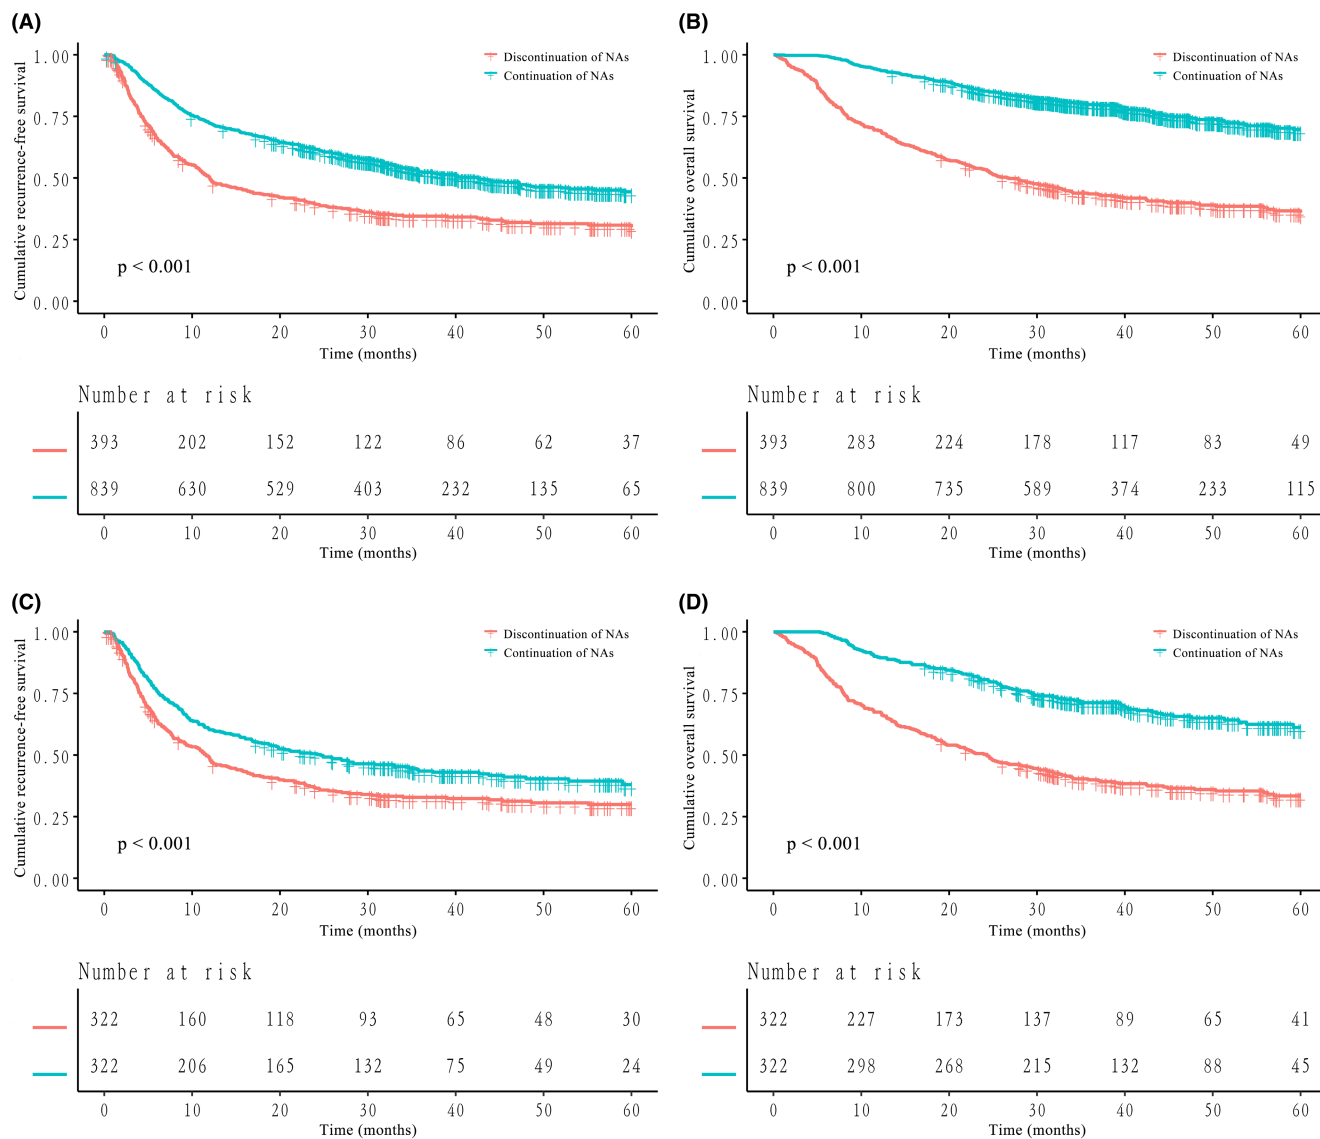 (A)
Cumulative recurrence-free survival
1.00
0.75
0.50
0.25
0.00
Discontinuation of NAs
Continuation of NAs
p < 0.001
0 10 20 30 40 50 60
Time (months)
Number at risk
393 202 152 122 86 62 37
839 630 529 403 232 135 65
0 10 20 30 40 50 60
Time (months)
(B)
Cumulative overall survival
1.00
0.75
0.50
0.25
0.00
Discontinuation of NAs
Continuation of NAs
p < 0.001
0 10 20 30 40 50 60
Time (months)
Number at risk
393 283 224 178 117 83 49
839 800 735 589 374 233 115
0 10 20 30 40 50 60
Time (months)
(C)
Cumulative recurrence-free survival
1.00
0.75
0.50
0.25
0.00
Discontinuation of NAs
Continuation of NAs
p < 0.001
0 10 20 30 40 50 60
Time (months)
Number at risk
322 160 118 93 65 48 30
322 206 165 132 75 49 24
0 10 20 30 40 50 60
Time (months)
(D)
Cumulative overall survival
1.00
0.75
0.50
0.25
0.00
Discontinuation of NAs
Continuation of NAs
p < 0.001
0 10 20 30 40 50 60
Time (months)
Number at risk
322 227 173 137 89 65 41
322 298 268 215 132 88 45
0 10 20 30 40 50 60
Time (months)